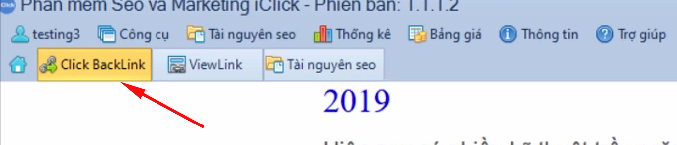 Click Phần mềm Seo và Marketing iClick - Phiên bản: 1.1.1.2
testing3 Công cụ Tài nguyên seo Thống kê Bảng giá Thông tin Trợ giúp
Click BackLink ViewLink Tài nguyên seo
2019